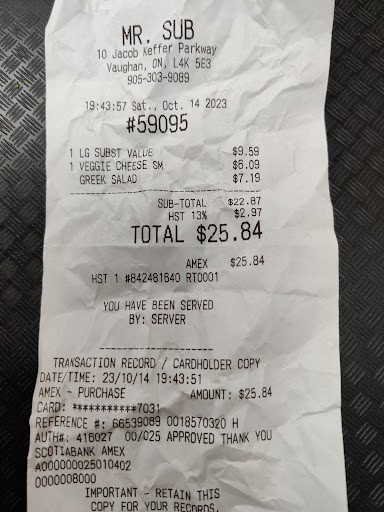 MR. SUB
10 Jacob Keffer Parkway
Vaughan, ON, L4K 5E3
905-303-9089
19:43:57 Sat., Oct. 14 2023
#59095
1 LG SUBST VALUE $9.59
1 VEGGIE CHEESE SM $6.09
GREEK SALAD $7.19
SUB-TOTAL $22.87
HST 13% $2.97
TOTAL $25.84
AMEX $25.84
HST 1 #842481640 RT0001
YOU HAVE BEEN SERVED
BY: SERVER
TRANSACTION RECORD / CARDHOLDER COPY
DATE/TIME: 23/10/14 19:43:51
AMEX - PURCHASE AMOUNT: $25.84
CARD: ***********7031
REFERENCE #: 66539089 0018570320 H
AUTH#: 416027 00/025 APPROVED THANK YOU
SCOTIABANK AMEX
A000000025010402
0000008000
IMPORTANT - RETAIN THIS
COPY FOR YOUR RECORDS.